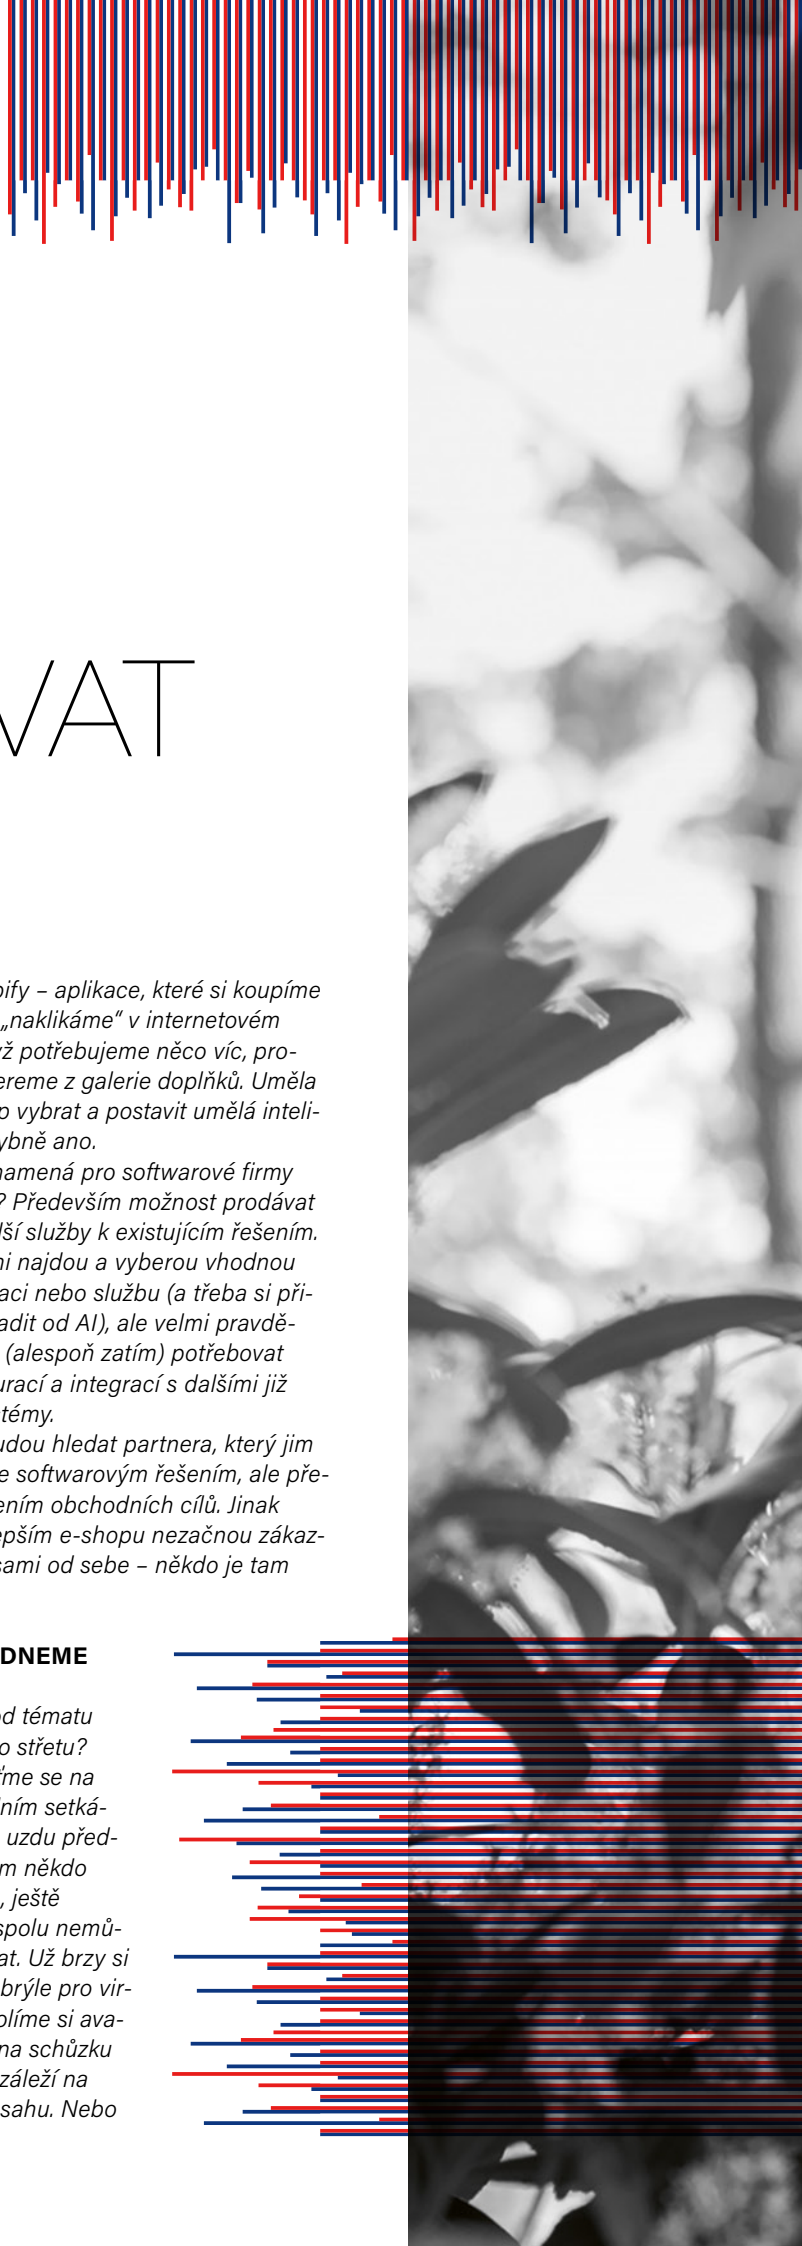 VAT
pify – aplikace, které si koupíme
„naklikáme“ v internetovém
yž potřebujeme něco víc, pro-
ereme z galerie doplňků. Uměla
p vybrat a postavit umělá inteli-
ybně ano.
namená pro softwarové firmy
? Především možnost prodávat
lší služby k existujícím řešením.
mi najdou a vyberou vhodnou
aci nebo službu (a třeba si při-
adit od AI), ale velmi pravdě-
(alespoň zatím) potřebovat
urací a integrací s dalšími již
témy.
udou hledat partnera, který jim
e softwarovým řešením, ale pře-
ením obchodních cílů. Jinak
epším e-shopu nezačnou zákaz-
sami od sebe – někdo je tam
DNEME
od tématu
o střetu?
ďme se na
ním setká-
uzdu před-
m někdo
, ještě
spolu nemů-
at. Už brzy si
brýle pro vir-
olíme si ava-
na schůzku
záleží na
sahu. Nebo